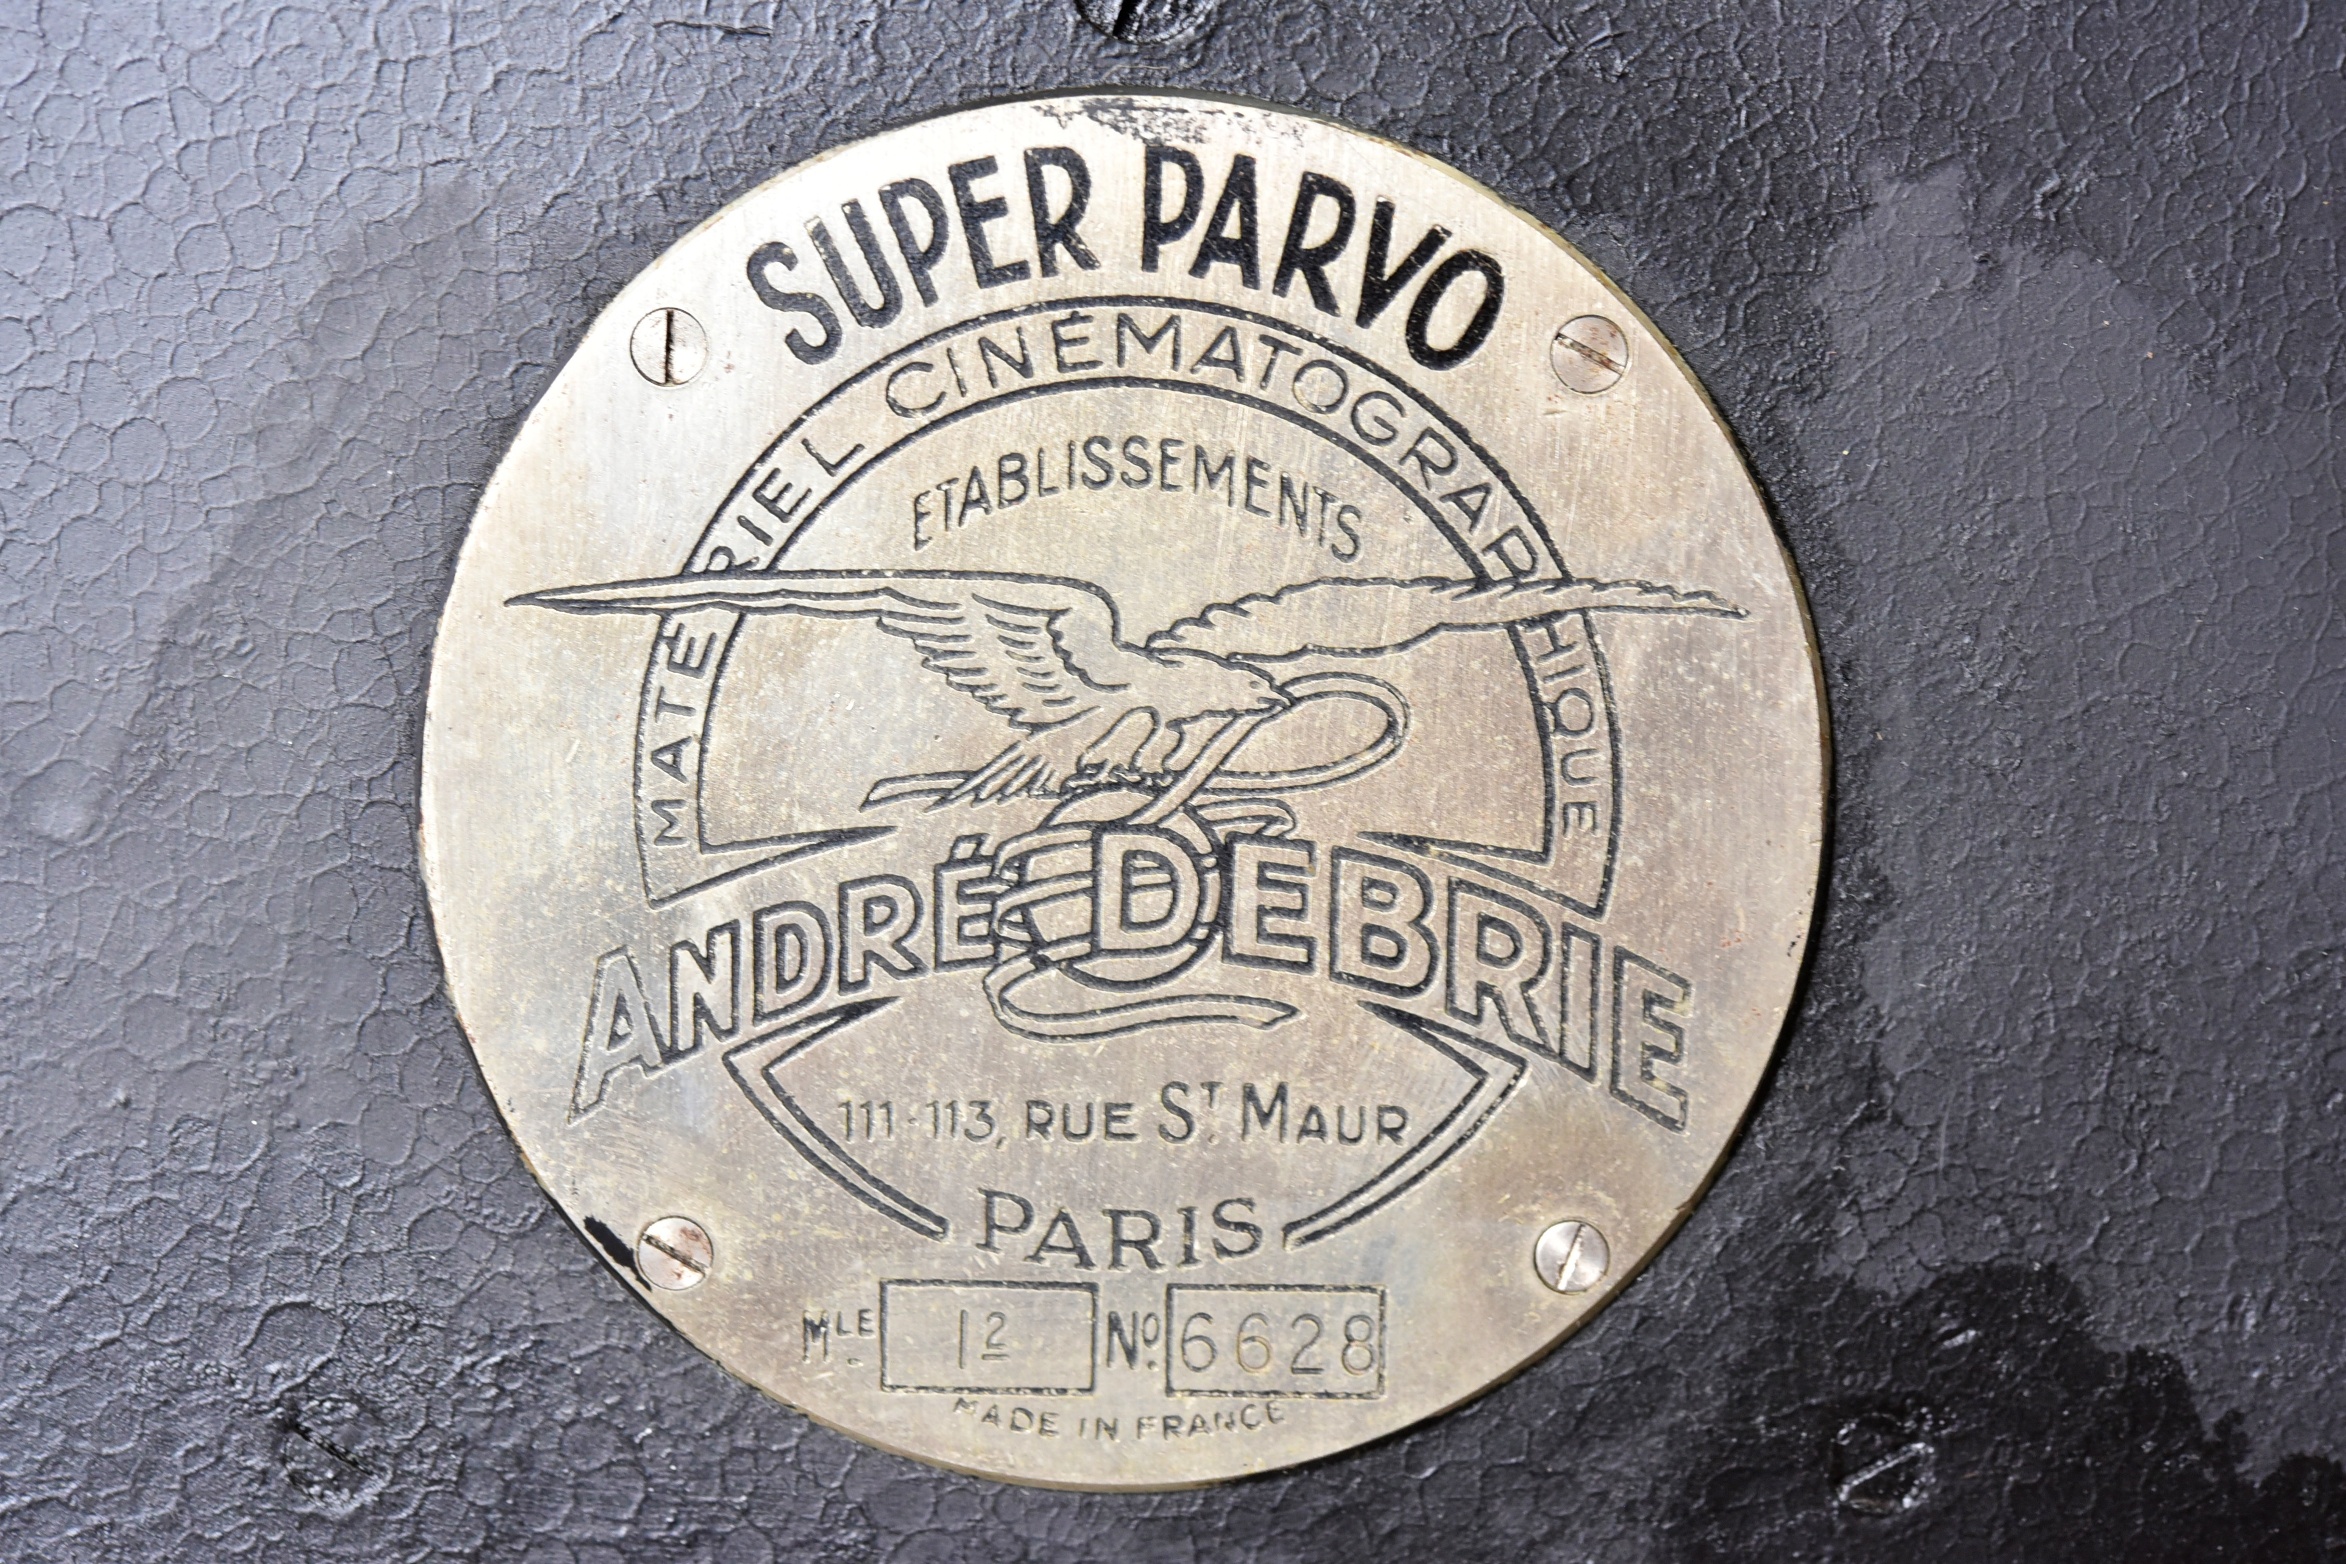 SUPER PARVO
MATÉRIEL CINÉMATOGRAPHIQUE
ETABLISSEMENTS
ANDRÉ DEBRIE
111-113, RUE ST. MAUR
PARIS
MLE. 12 No. 6628
MADE IN FRANCE